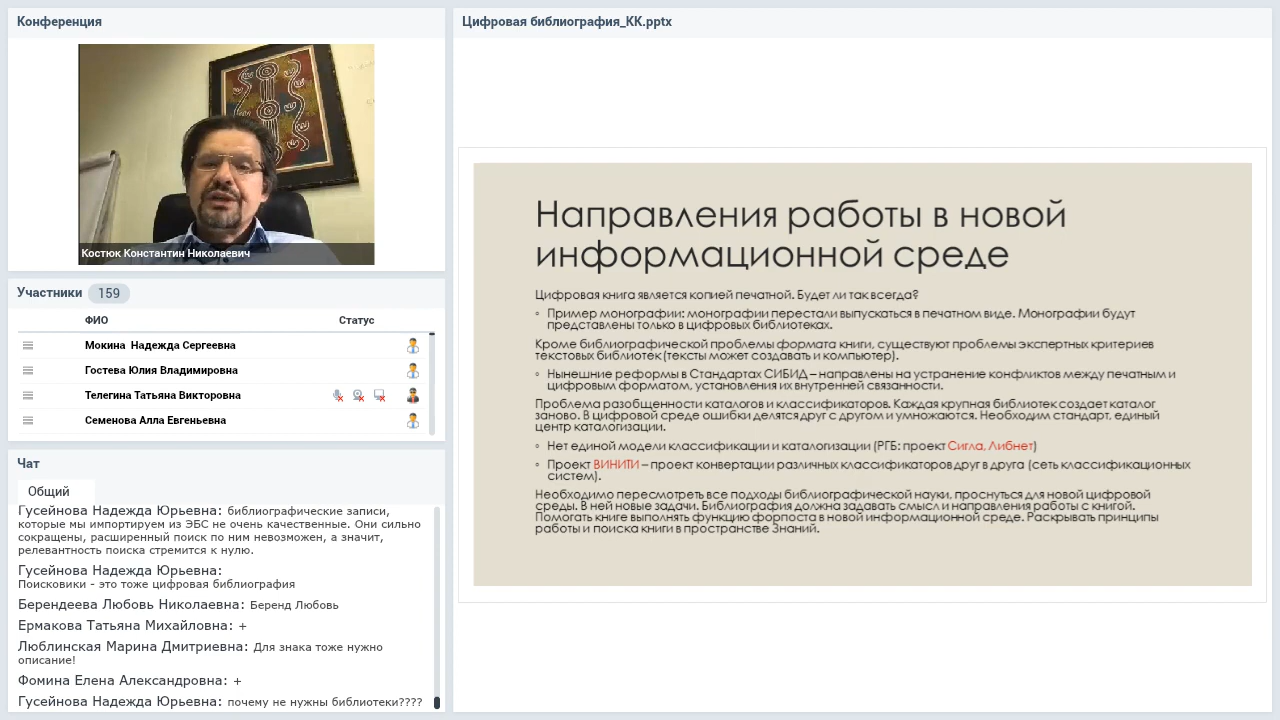 Конференция
Костюк Константин Николаевич
Участники 159
ФИО Статус
Мокина Надежда Сергеевна
Гостева Юлия Владимировна
Телегина Татьяна Викторовна
Семенова Алла Евгеньевна
Чат
Общий
Гусейнова Надежда Юрьевна: библиографические записи,
которые мы импортируем из ЭБС не очень качественные. Они сильно
сокращены, расширенный поиск по ним невозможен, а значит,
релевантность поиска стремится к нулю.
Гусейнова Надежда Юрьевна:
Поисковики - это тоже цифровая библиография
Берендеева Любовь Николаевна: Беренд Любовь
Ермакова Татьяна Михайловна: +
Люблинская Марина Дмитриевна: Для знака тоже нужно
описание!
Фомина Елена Александровна: +
Гусейнова Надежда Юрьевна: почему не нужны библиотеки????
Цифровая библиография_КК.pptx
Направления работы в новой
информационной среде
Цифровая книга является копией печатной. Будет ли так всегда?
◦ Пример монографии: монографии перестали выпускаться в печатном виде. Монографии будут
представлены только в цифровых библиотеках.
Кроме библиографической проблемы формата книги, существуют проблемы экспертных критериев
текстовых библиотек (тексты может создавать и компьютер).
◦ Нынешние реформы в Стандартах СИБИД – направлены на устранение конфликтов между печатным и
цифровым форматом, установления их внутренней связанности.
Проблема разобщенности каталогов и классификаторов. Каждая крупная библиотек создает каталог
заново. В цифровой среде ошибки делятся друг с другом и умножаются. Необходим стандарт, единый
центр каталогизации.
◦ Нет единой модели классификации и каталогизации (РГБ: проект Сигла, Либнет)
◦ Проект ВИНИТИ – проект конвертации различных классификаторов друг в друга (сеть классификационных
систем).
Необходимо пересмотреть все подходы библиографической науки, проснуться для новой цифровой
среды. В ней новые задачи. Библиография должна задавать смысл и направления работы с книгой.
Помогать книге выполнять функцию форпоста в новой информационной среде. Раскрывать принципы
работы и поиска книги в пространстве Знаний.